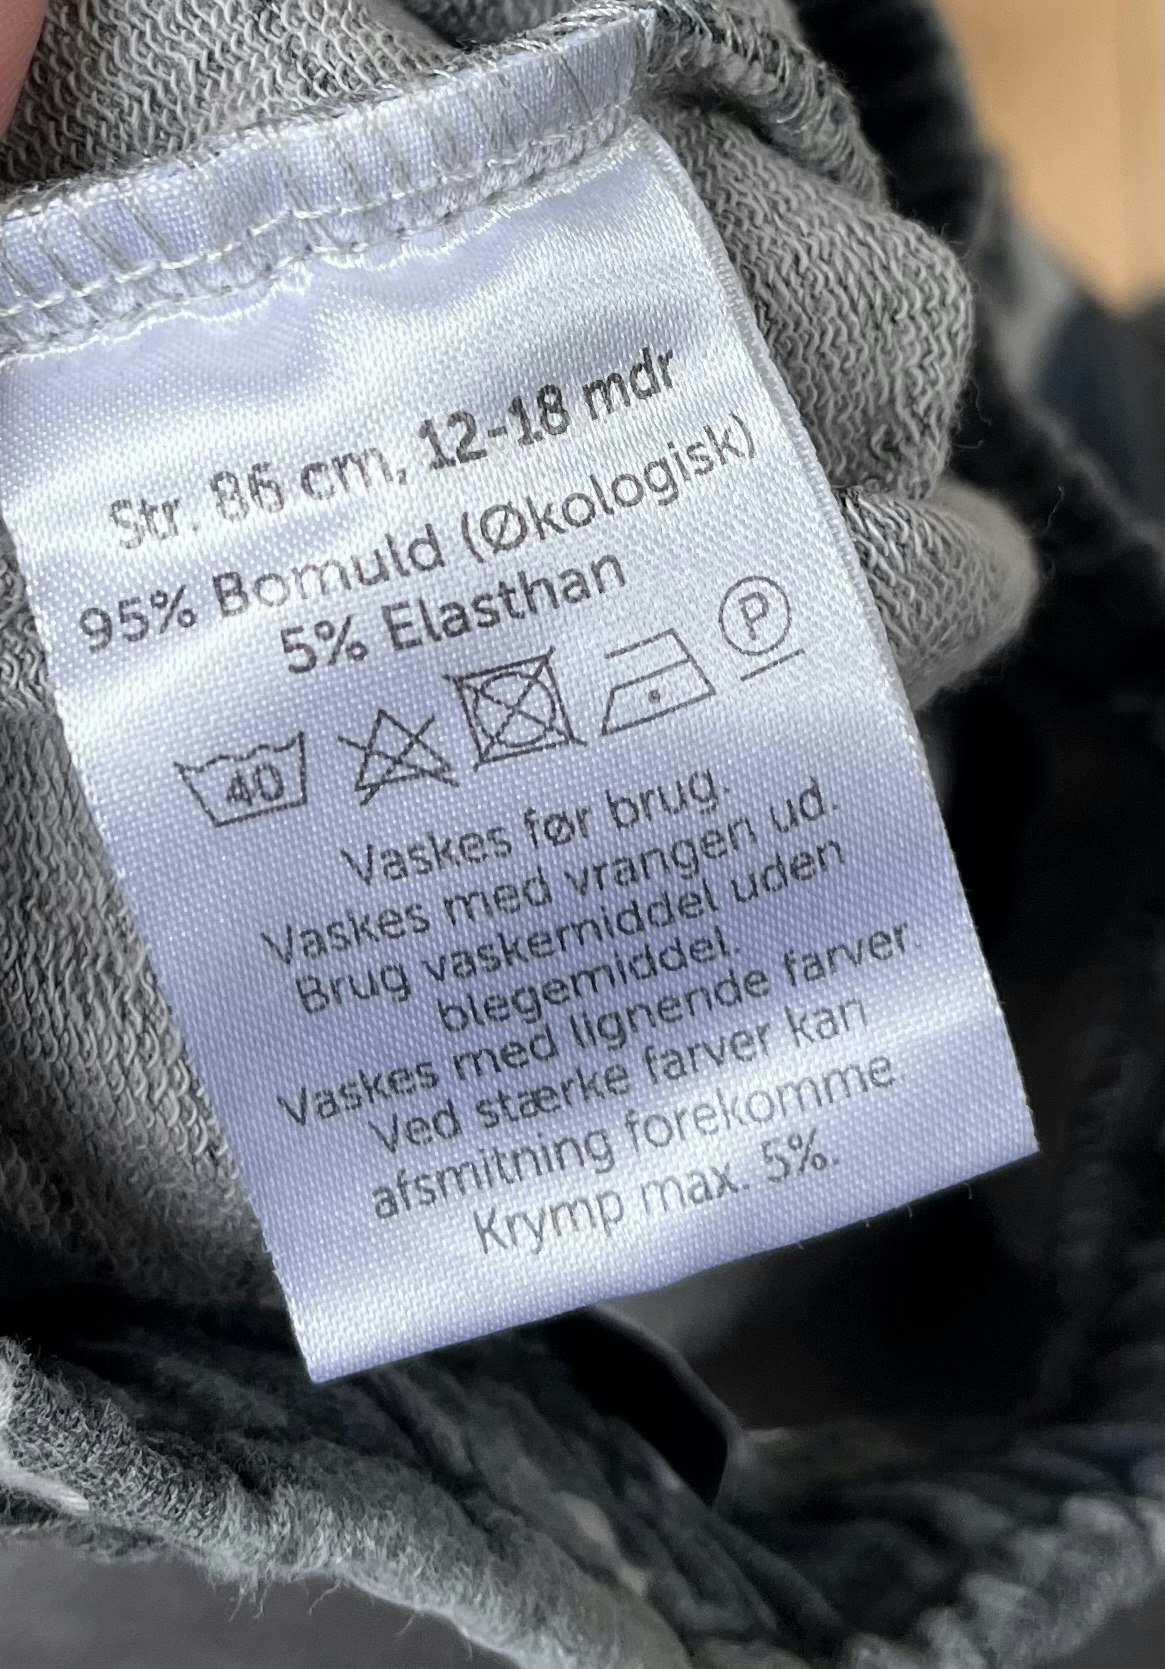 Str. 86 cm, 12-18 mdr
95% Bomuld (Økologisk)
5% Elasthan
40 P
Vaskes før brug.
Vaskes med vrangen ud.
Brug vaskemiddel uden
blegemiddel.
Vaskes med lignende farver.
Ved stærke farver kan
afsmitning forekomme.
Krymp max. 5%.